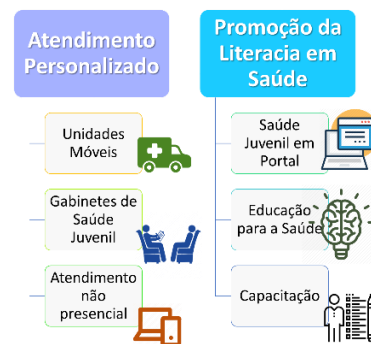 Atendimento
Personalizado
Unidades
Móveis
Gabinetes de
Saúde
Juvenil
Atendimento
não
presencial
Promoção da
Literacia em
Saúde
Saúde
Juvenil em
Portal
Educação
para a Saúde
Capacitação